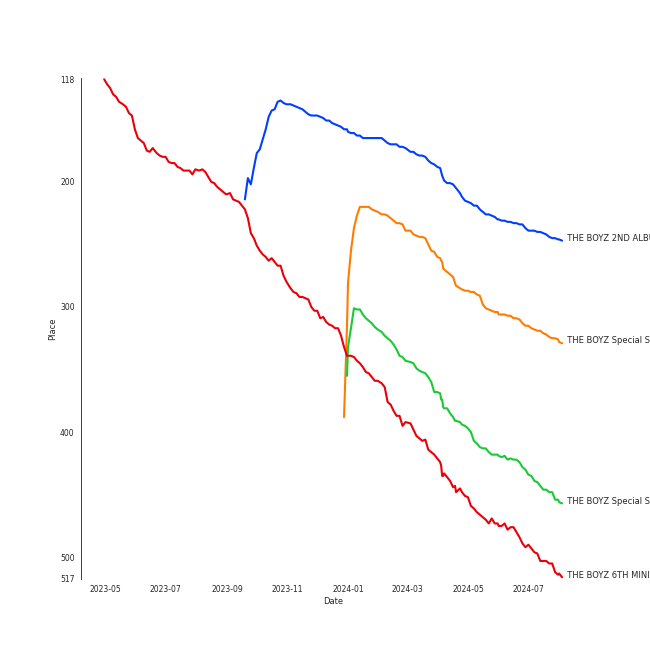 118
200
300
400
500
517
Place
2023-05
2023-07
2023-09
2023-11
2024-01
2024-03
2024-05
2024-07
Date
THE BOYZ 2ND ALB
THE BOYZ Special S
THE BOYZ Special S
THE BOYZ 6TH MINI